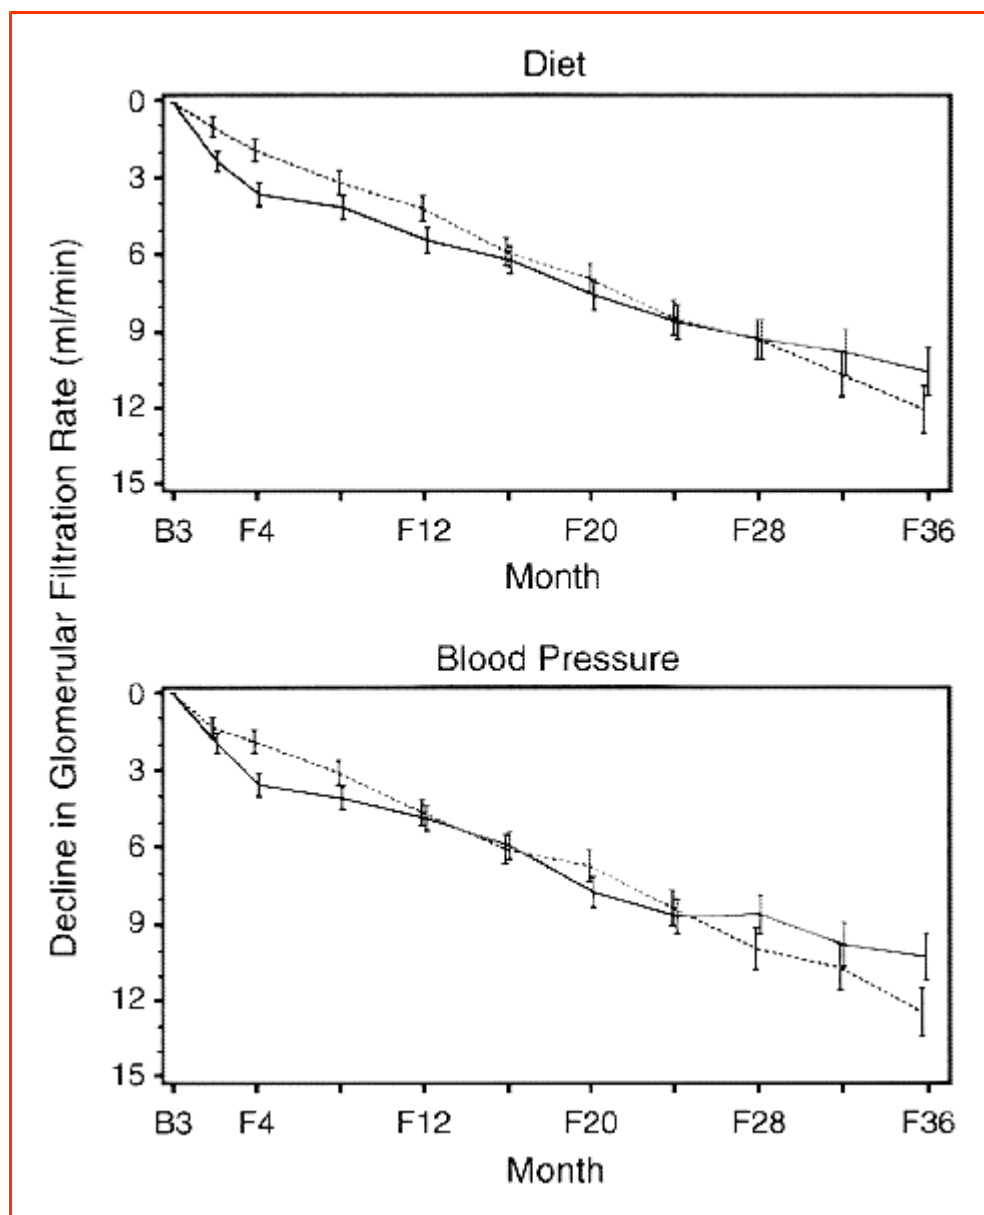 Diet
0
3
6
9
12
15
B3 F4 F12 F20 F28 F36
Month
Decline in Glomerular Filtration Rate (ml/min)
Blood Pressure
0
3
6
9
12
15
B3 F4 F12 F20 F28 F36
Month